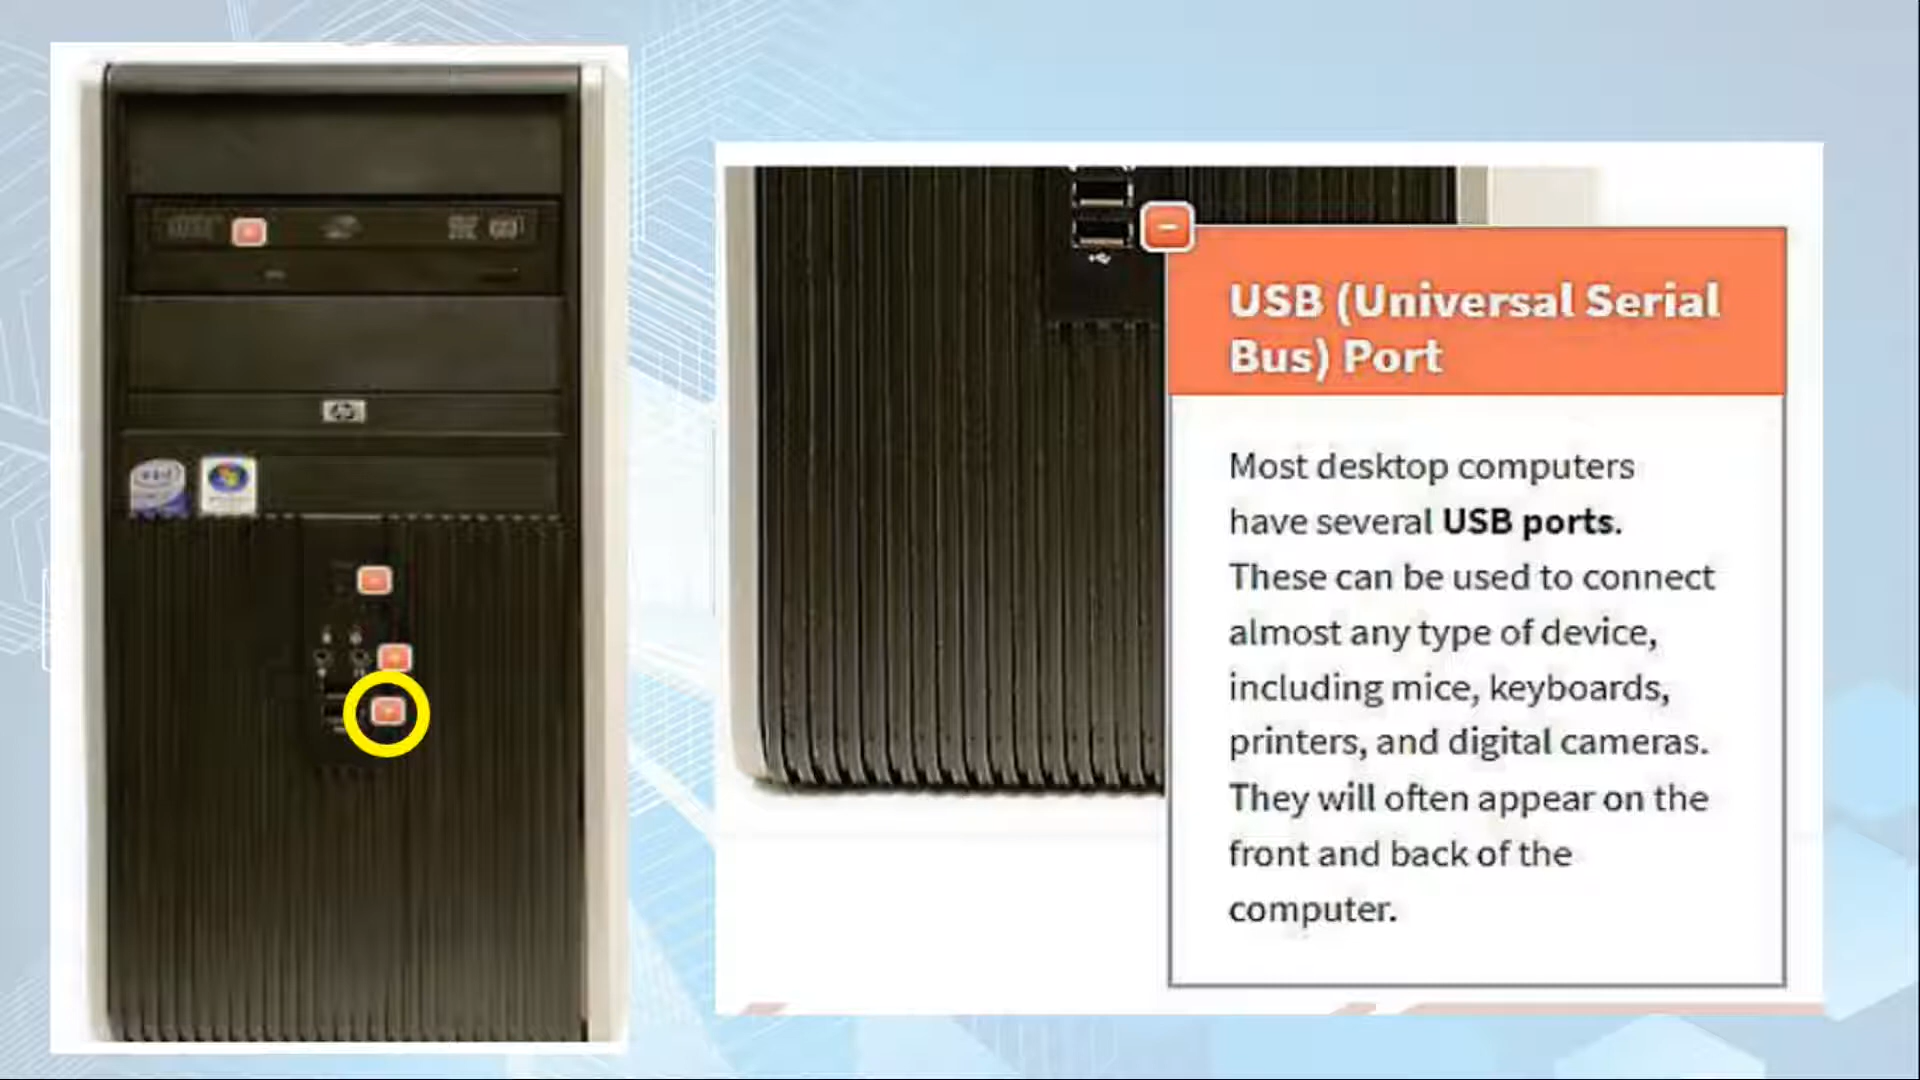 hp
USB (Universal Serial
Bus) Port
Most desktop computers
have several USB ports.
These can be used to connect
almost any type of device,
including mice, keyboards,
printers, and digital cameras.
They will often appear on the
front and back of the
computer.